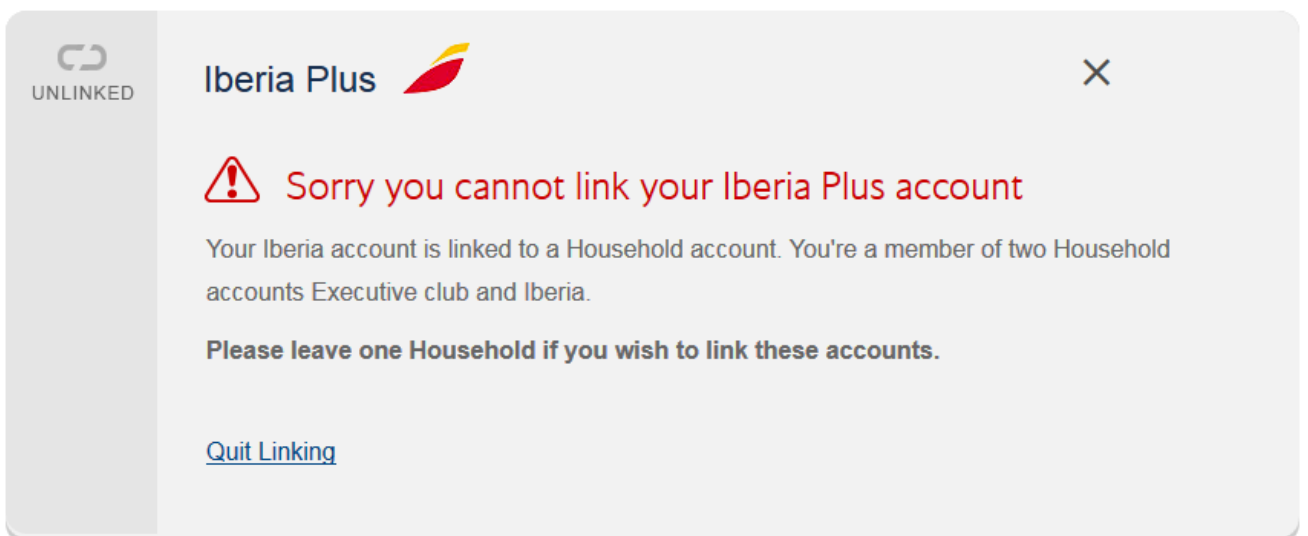 UNLINKED
Iberia Plus
Sorry you cannot link your Iberia Plus account
Your Iberia account is linked to a Household account. You're a member of two Household
accounts Executive club and Iberia.
Please leave one Household if you wish to link these accounts.
Quit Linking